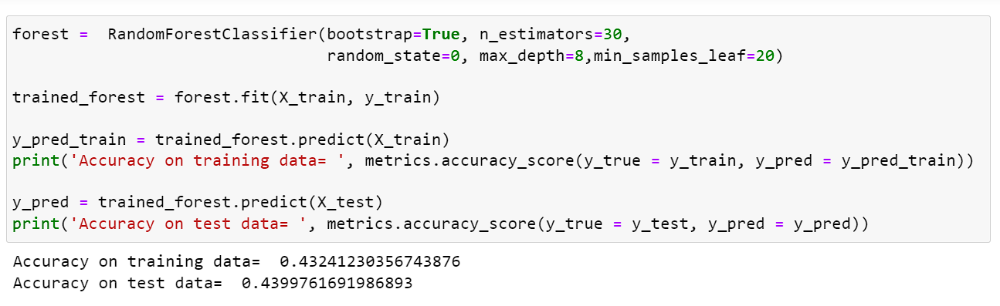 forest =  RandomForestClassifier(bootstrap=True, n_estimators=30,
                                 random_state=0, max_depth=8,min_samples_leaf=20)
trained_forest = forest.fit(X_train, y_train)
y_pred_train = trained_forest.predict(X_train)
print('Accuracy on training data= ', metrics.accuracy_score(y_true = y_train, y_pred = y_pred_train))
y_pred = trained_forest.predict(X_test)
print('Accuracy on test data= ', metrics.accuracy_score(y_true = y_test, y_pred = y_pred))
Accuracy on training data=  0.43241230356743876
Accuracy on test data=  0.4399761691986893